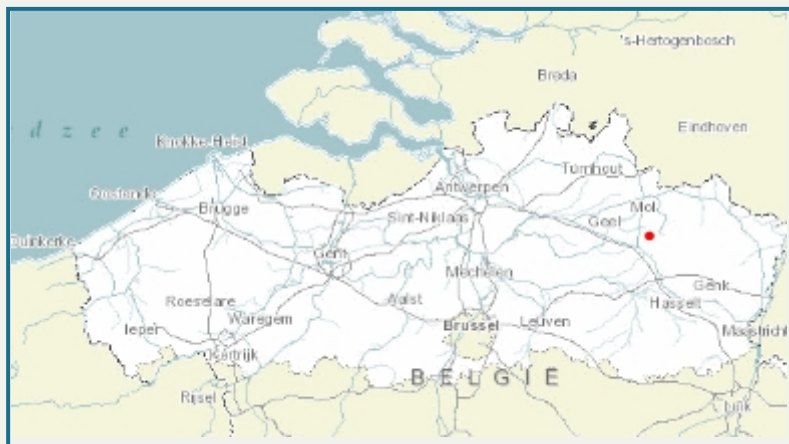 's-Hertogenbosch
Breda
d z e e
Eindhoven
Knokke-Heist
Turnhout
Oostende
Antwerpen
Mol
Brugge
Sint-Niklaas
Geel
Duinkerke
Gent
Mechelen
Genk
Roeselare
Aalst
Hasselt
Waregem
Ieper
Brussel
Leuven
Maastricht
Kortrijk
BELGIË
Rijsel
Luik